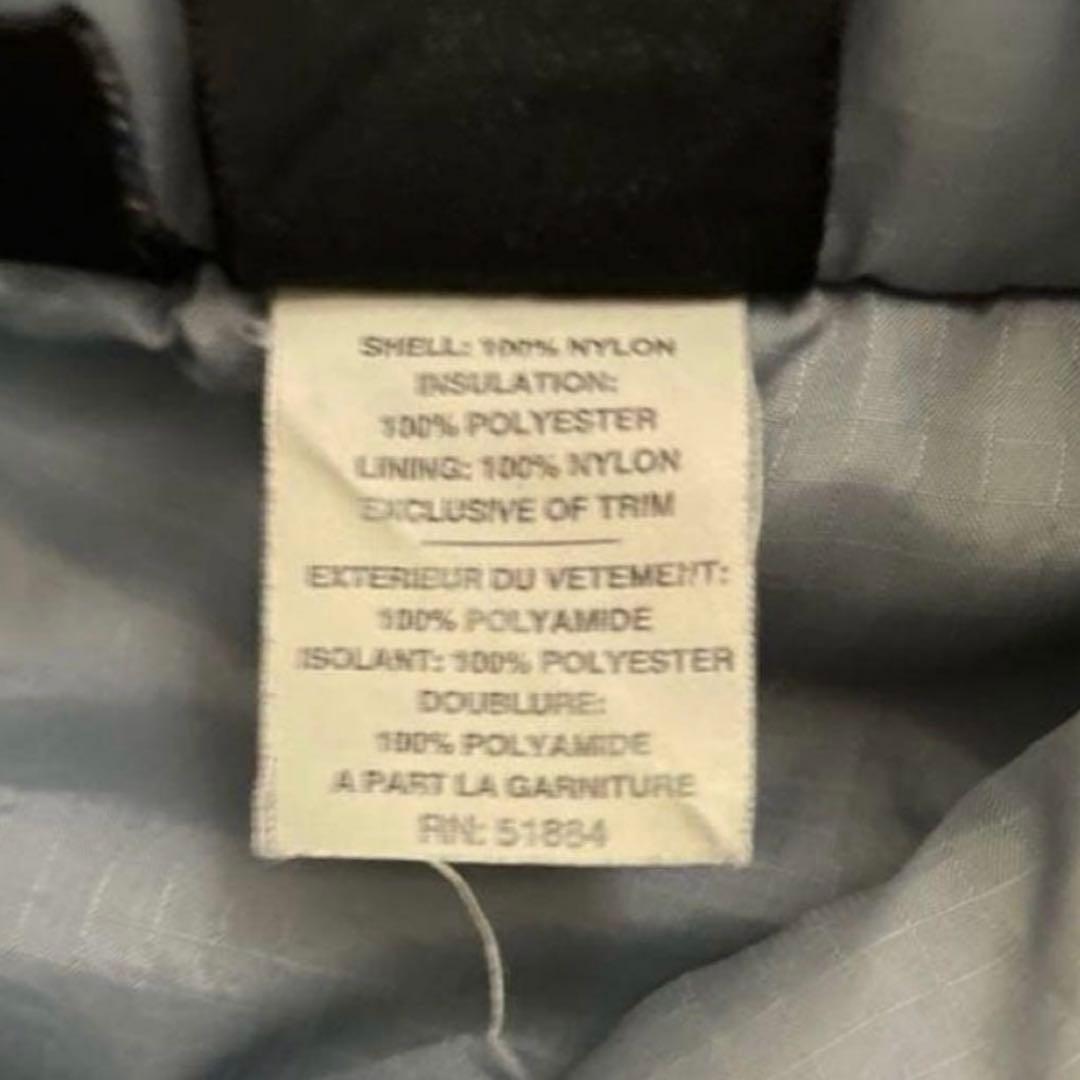 SHELL: 100% NYLON
INSULATION:
100% POLYESTER
LINING: 100% NYLON
EXCLUSIVE OF TRIM
EXTERIEUR DU VETEMENT:
100% POLYAMIDE
ISOLANT: 100% POLYESTER
DOUBLURE:
100% POLYAMIDE
A PART LA GARNITURE
RN: 51884